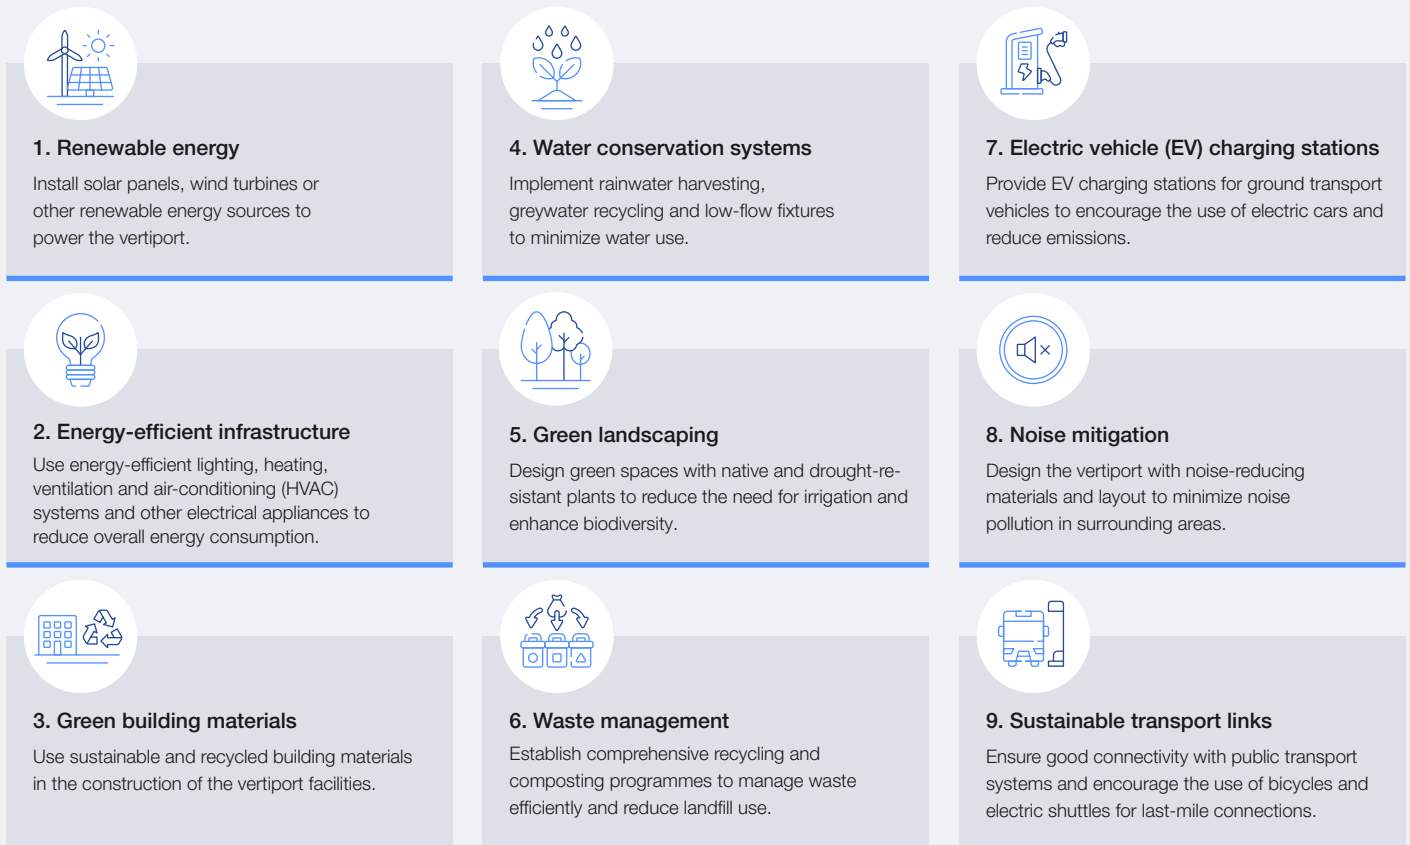 1. Renewable energy
Install solar panels, wind turbines or
other renewable energy sources to
power the vertiport.
2. Energy-efficient infrastructure
Use energy-efficient lighting, heating,
ventilation and air-conditioning (HVAC)
systems and other electrical appliances to
reduce overall energy consumption.
3. Green building materials
Use sustainable and recycled building materials
in the construction of the vertiport facilities.
4. Water conservation systems
Implement rainwater harvesting,
greywater recycling and low-flow fixtures
to minimize water use.
5. Green landscaping
Design green spaces with native and drought-re-
sistant plants to reduce the need for irrigation and
enhance biodiversity.
6. Waste management
Establish comprehensive recycling and
composting programmes to manage waste
efficiently and reduce landfill use.
7. Electric vehicle (EV) charging stations
Provide EV charging stations for ground transport
vehicles to encourage the use of electric cars and
reduce emissions.
8. Noise mitigation
Design the vertiport with noise-reducing
materials and layout to minimize noise
pollution in surrounding areas.
9. Sustainable transport links
Ensure good connectivity with public transport
systems and encourage the use of bicycles and
electric shuttles for last-mile connections.